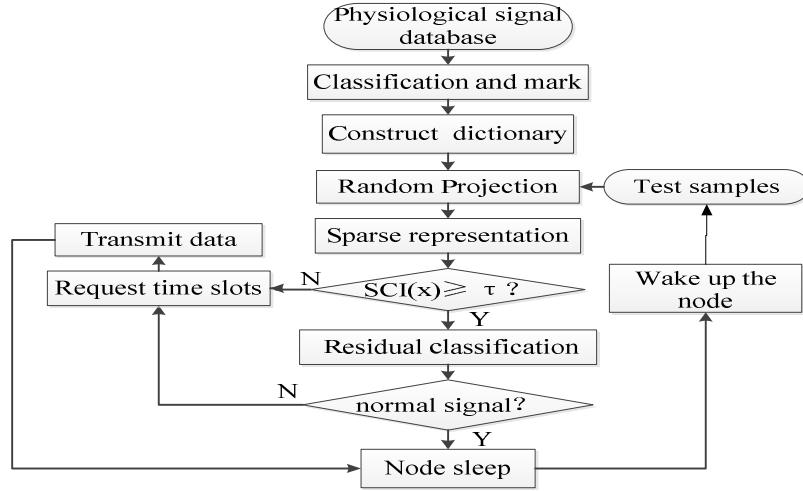 Physiological signal
database
Classification and mark
Construct dictionary
Random Projection
Test samples
Sparse representation
Transmit data
Request time slots
N
SCI(x)≥ τ ?
Wake up the
node
Y
Residual classification
N
normal signal?
Y
Node sleep